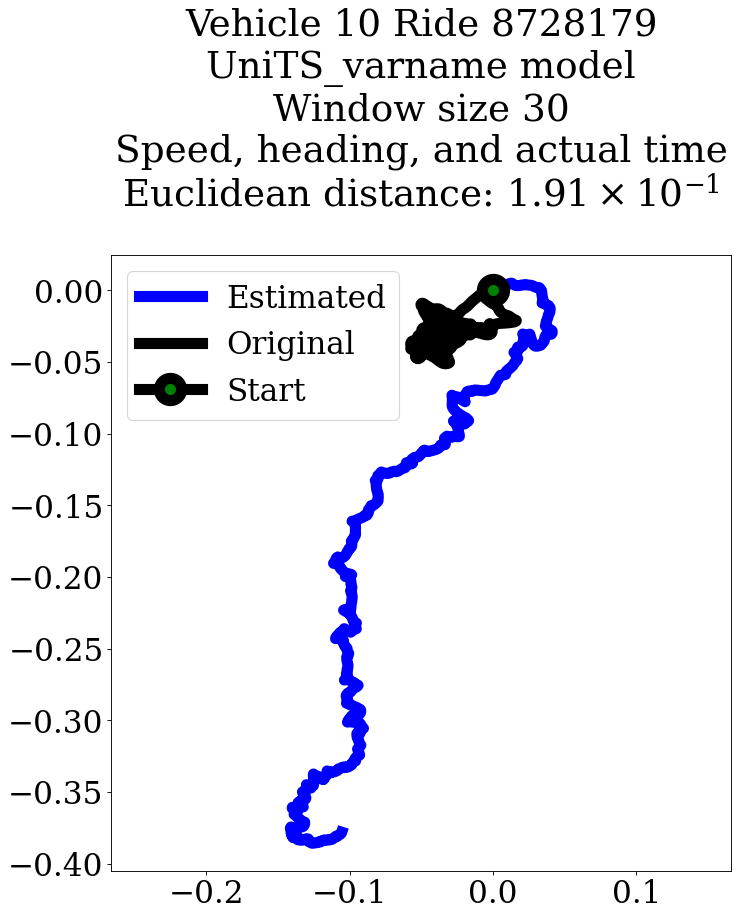 Vehicle 10 Ride 8728179
UniTS_varname model
Window size 30
Speed, heading, and actual time
Euclidean distance: 1.91 × 10⁻¹
Estimated
Original
Start
0.00
−0.05
−0.10
−0.15
−0.20
−0.25
−0.30
−0.35
−0.40
−0.2 −0.1 0.0 0.1